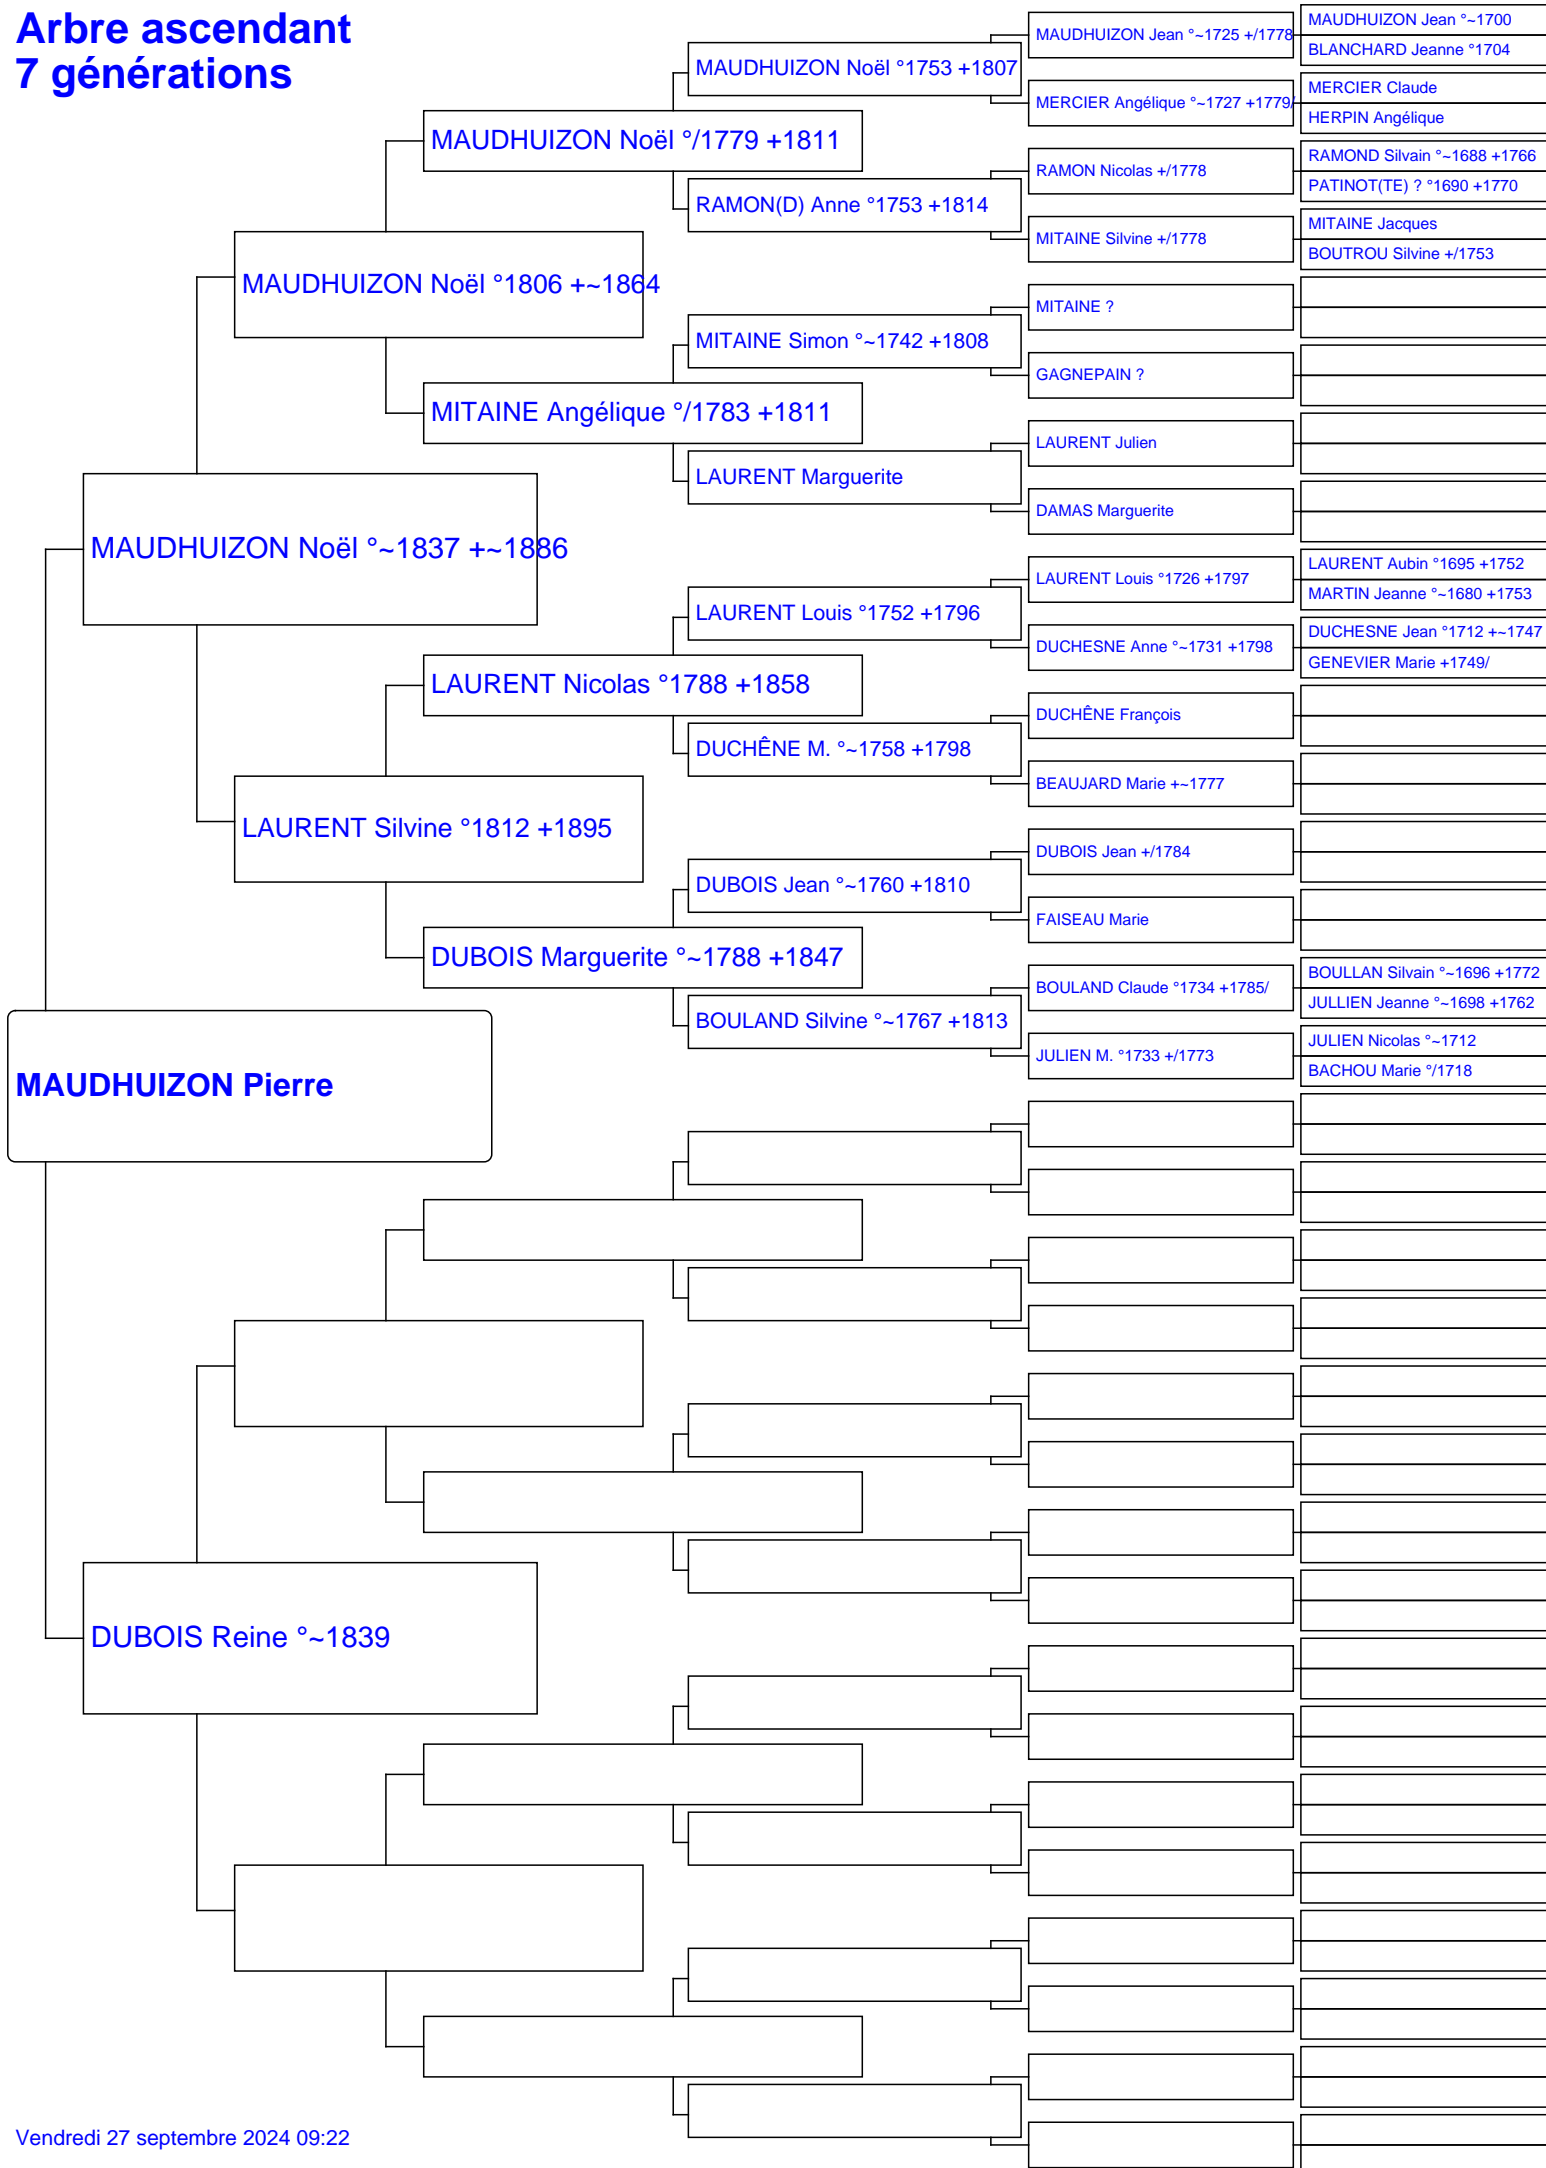 Arbre ascendant
7 générations
MAUDHUIZON Pierre
MAUDHUIZON Noël °~1837 +~1886
DUBOIS Reine °~1839
MAUDHUIZON Noël °1806 +~1864
LAURENT Silvine °1812 +1895
MAUDHUIZON Noël °/1779 +1811
MITAINE Angélique °/1783 +1811
LAURENT Nicolas °1788 +1858
DUBOIS Marguerite °~1788 +1847
MAUDHUIZON Noël °1753 +1807
RAMON(D) Anne °1753 +1814
MITAINE Simon °~1742 +1808
LAURENT Marguerite
LAURENT Louis °1752 +1796
DUCHÊNE M. °~1758 +1798
DUBOIS Jean °~1760 +1810
BOULAND Silvine °~1767 +1813
MAUDHUIZON Jean °~1725 +/1778
MERCIER Angélique °~1727 +1779/
RAMON Nicolas +/1778
MITAINE Silvine +/1778
MITAINE ?
GAGNEPAIN ?
LAURENT Julien
DAMAS Marguerite
LAURENT Louis °1726 +1797
DUCHESNE Anne °~1731 +1798
DUCHÊNE François
BEAUJARD Marie +~1777
DUBOIS Jean +/1784
FAISEAU Marie
BOULAND Claude °1734 +1785/
JULIEN M. °1733 +/1773
MAUDHUIZON Jean °~1700
BLANCHARD Jeanne °1704
MERCIER Claude
HERPIN Angélique
RAMOND Silvain °~1688 +1766
PATINOT(TE) ? °1690 +1770
MITAINE Jacques
BOUTROU Silvine +/1753
LAURENT Aubin °1695 +1752
MARTIN Jeanne °~1680 +1753
DUCHESNE Jean °1712 +~1747
GENEVIER Marie +1749/
BOULLAN Silvain °~1696 +1772
JULLIEN Jeanne °~1698 +1762
JULIEN Nicolas °~1712
BACHOU Marie °/1718
Vendredi 27 septembre 2024 09:22